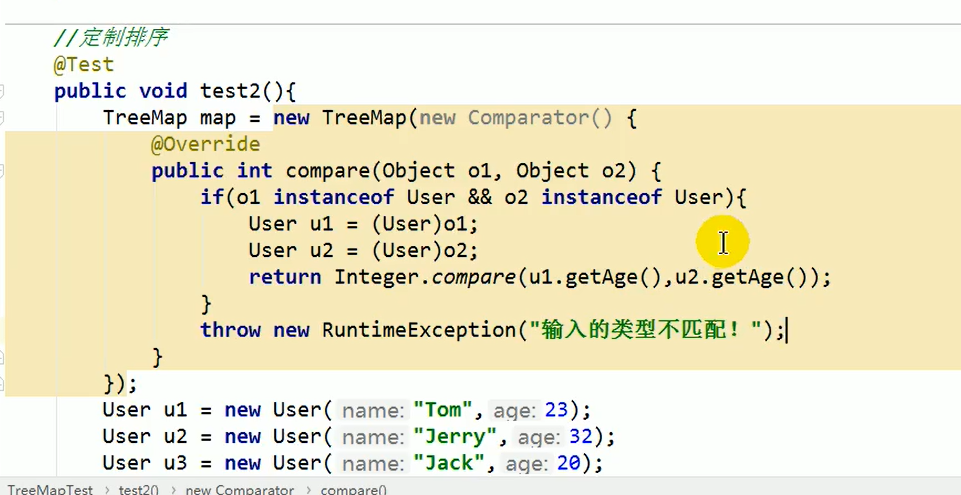 //定制排序
@Test
public void test2(){
TreeMap map = new TreeMap(new Comparator() {
@Override
public int compare(Object o1, Object o2) {
if(o1 instanceof User && o2 instanceof User){
User u1 = (User)o1;
User u2 = (User)o2;
return Integer.compare(u1.getAge(),u2.getAge());
}
throw new RuntimeException("输入的类型不匹配！");
}
});
User u1 = new User( name: "Tom", age: 23);
User u2 = new User( name: "Jerry", age: 32);
User u3 = new User( name: "Jack", age: 20);
TreeMapTest › test2() › new Comparator › compare()